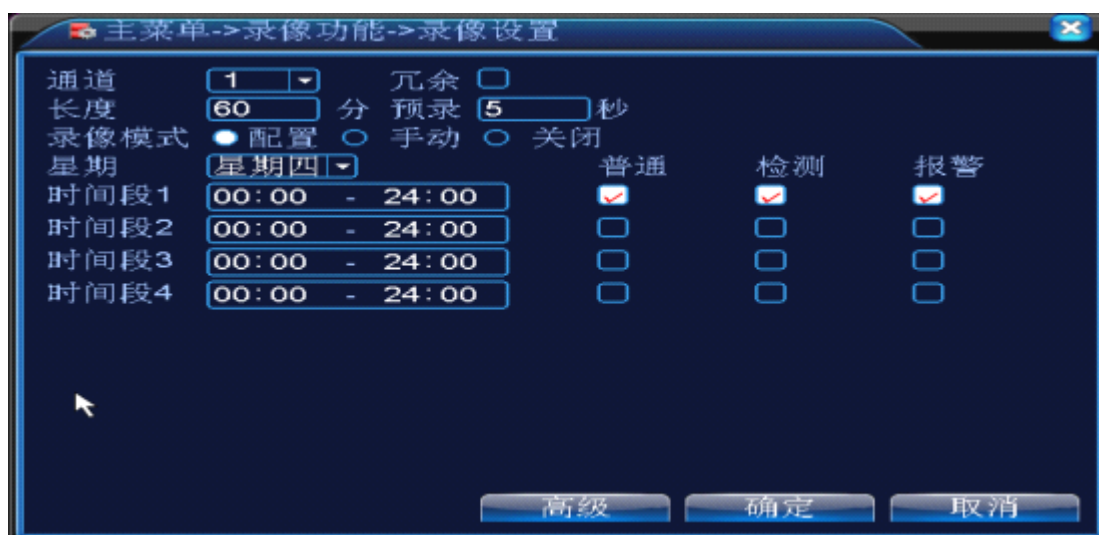 主菜单->录像功能->录像设置
通道 1 冗余
长度 60 分 预录 5 秒
录像模式 配置 手动 关闭
星期 星期四 普通 检测 报警
时间段1 00:00 - 24:00
时间段2 00:00 - 24:00
时间段3 00:00 - 24:00
时间段4 00:00 - 24:00
高级 确定 取消